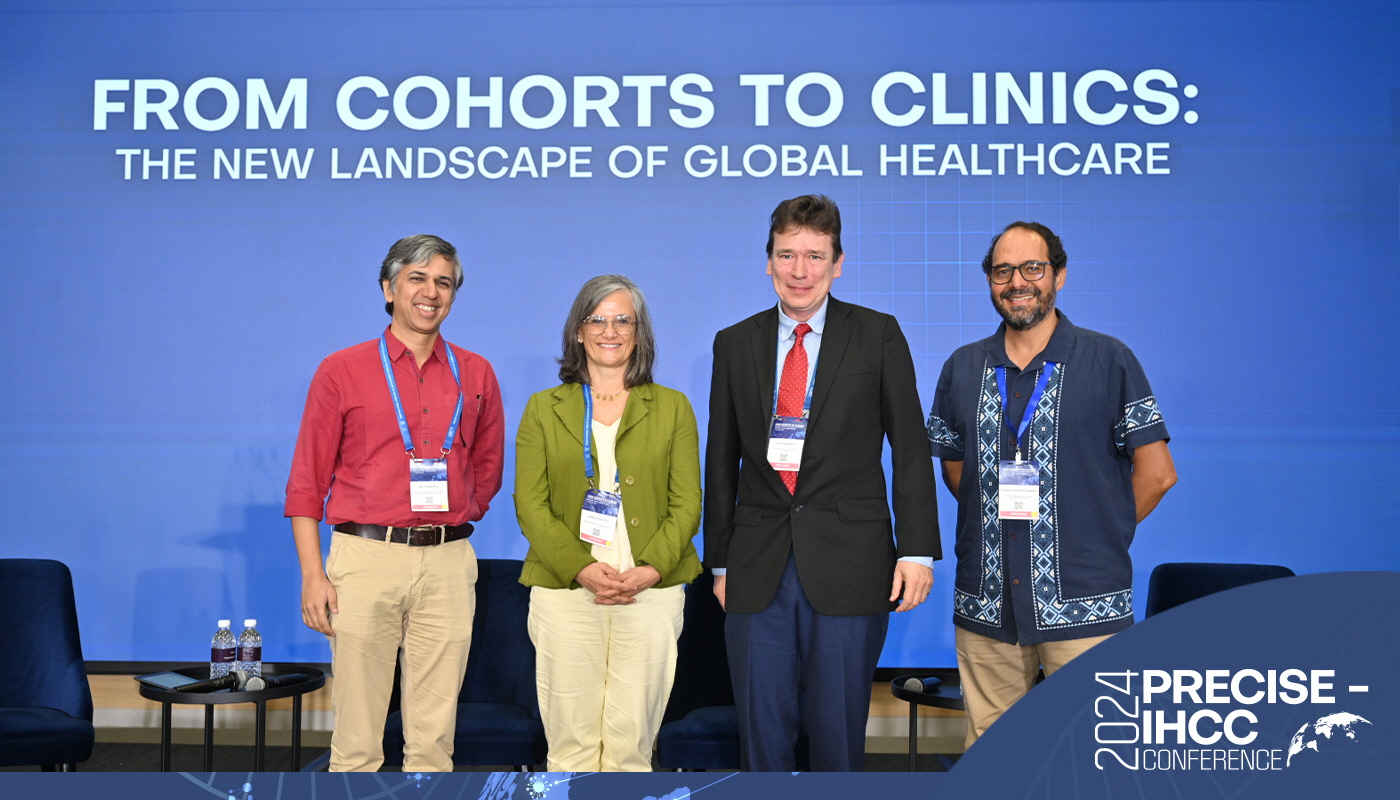 FROM COHORTS TO CLINICS:
THE NEW LANDSCAPE OF GLOBAL HEALTHCARE
2024
PRECISE –
IHCC
CONFERENCE